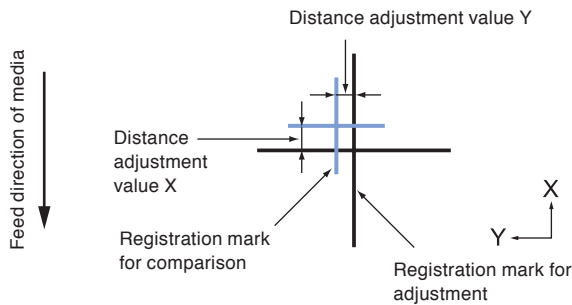 Distance adjustment value Y
Feed direction of media
Distance
adjustment
value X
Registration mark
for comparison
Registration mark for
adjustment
X
Y